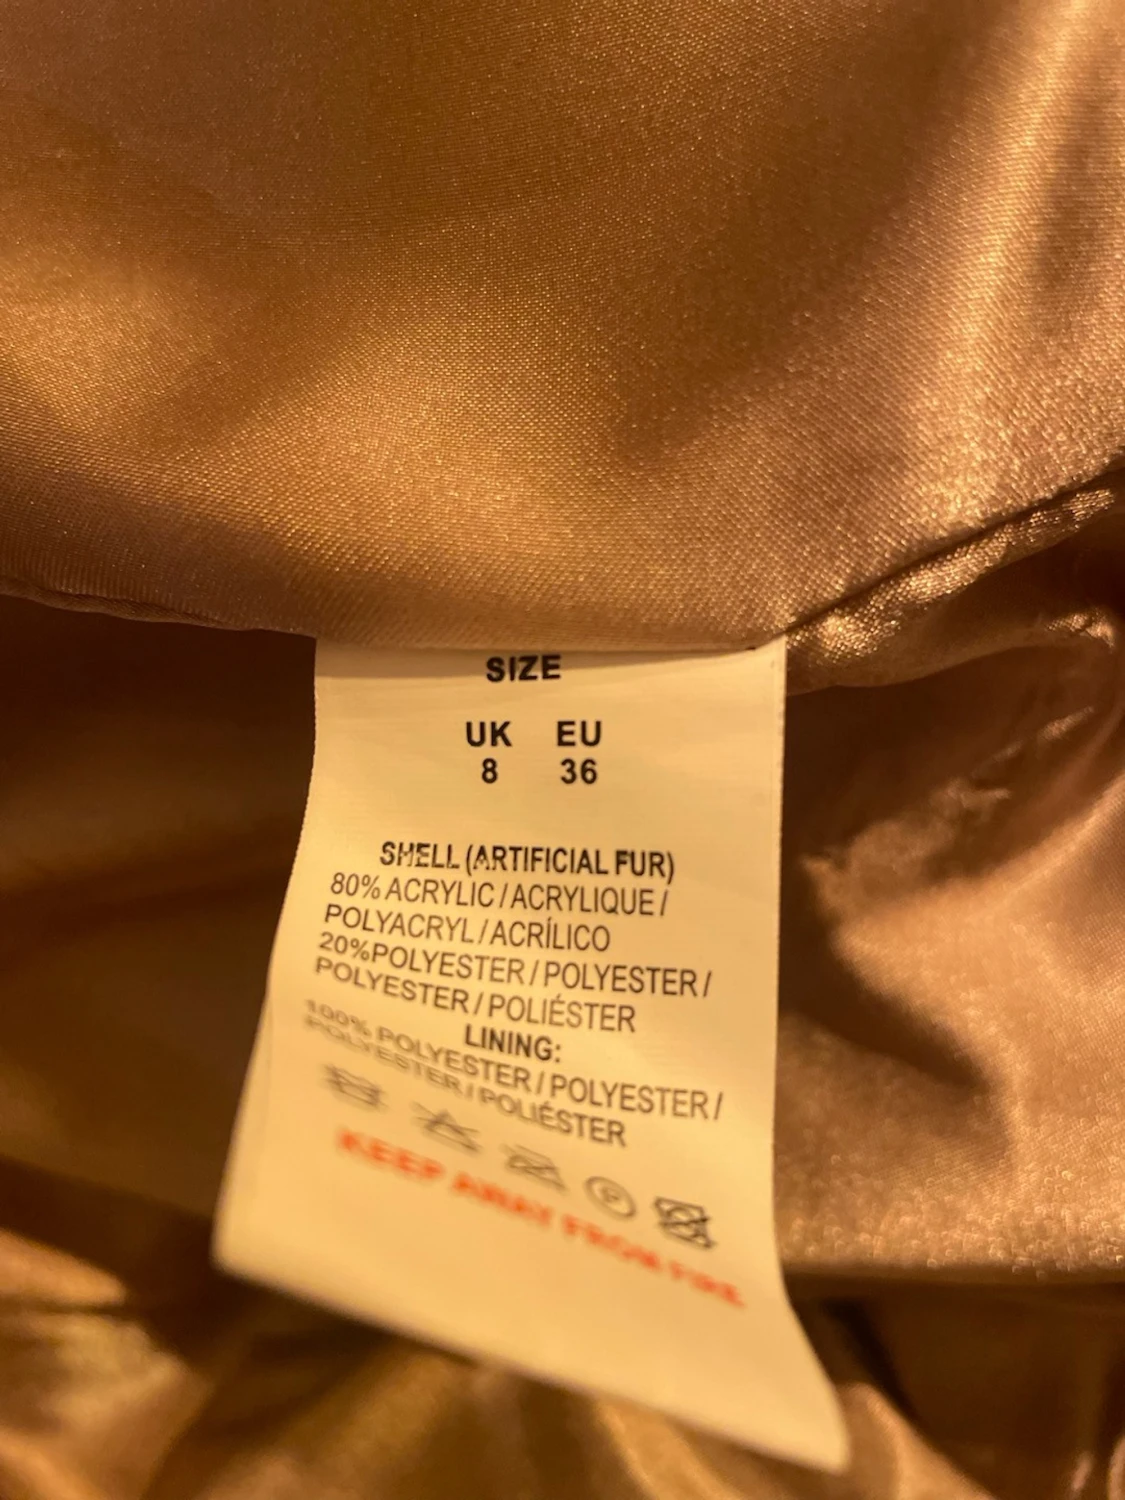 SIZE
UK EU
8 36
SHELL (ARTIFICIAL FUR)
80% ACRYLIC / ACRYLIQUE /
POLYACRYL / ACRÍLICO
20%POLYESTER / POLYESTER /
POLYESTER / POLIÉSTER
LINING:
100% POLYESTER / POLYESTER /
POLYESTER / POLIÉSTER
P
KEEP AWAY FROM FIRE